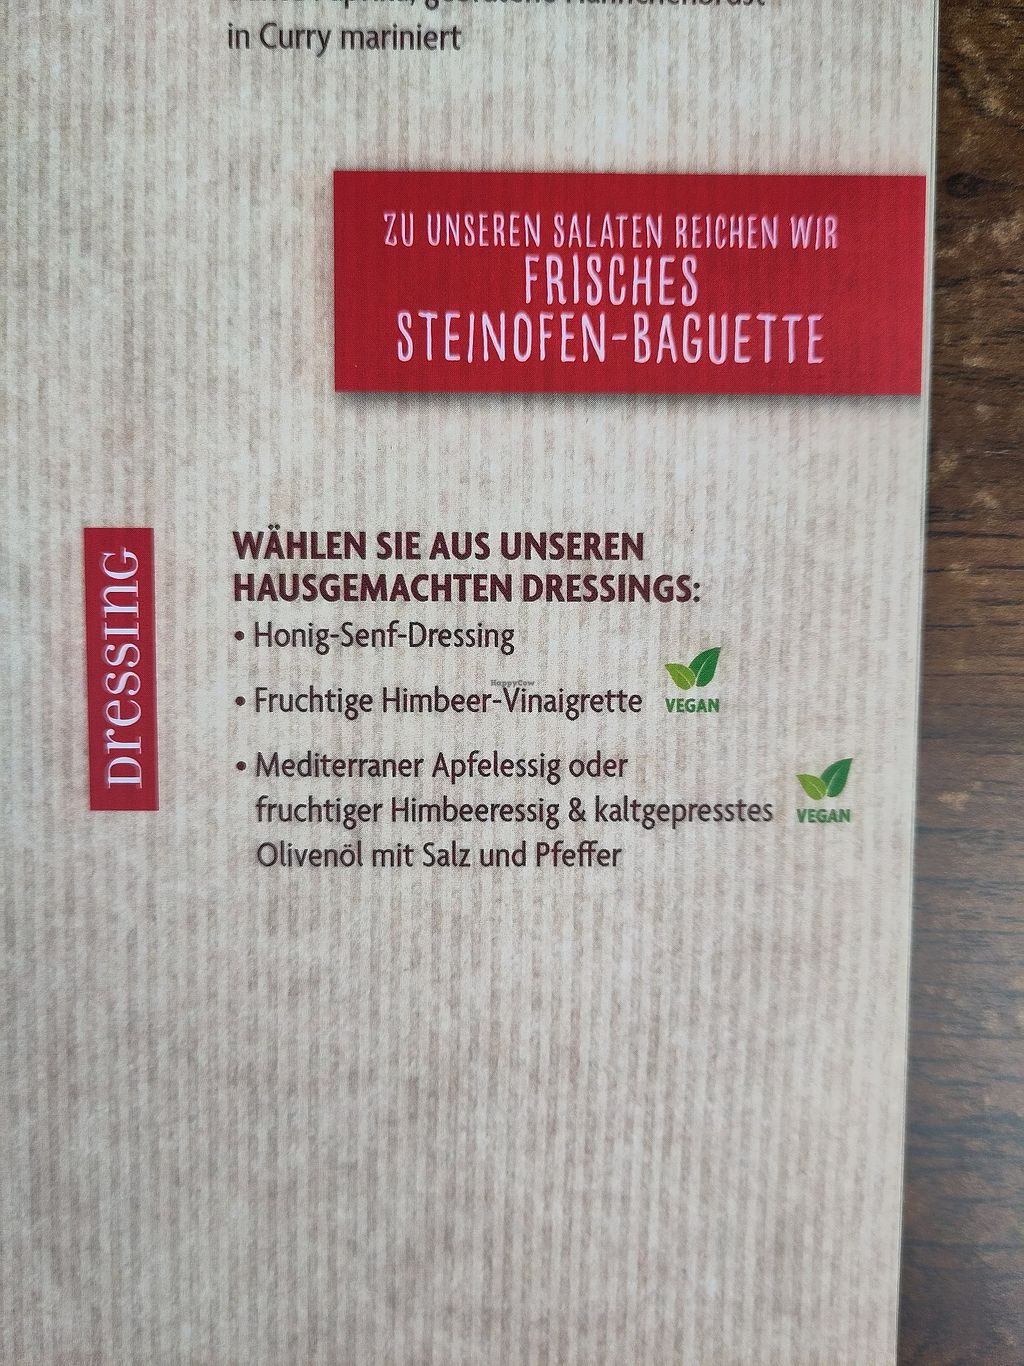 in Curry mariniert
ZU UNSEREN SALATEN REICHEN WIR
FRISCHES
STEINOFEN-BAGUETTE
DRESSING
WÄHLEN SIE AUS UNSEREN
HAUSGEMACHTEN DRESSINGS:
• Honig-Senf-Dressing
• Fruchtige Himbeer-Vinaigrette
VEGAN
HappyCow
• Mediterraner Apfelessig oder
fruchtiger Himbeeressig & kaltgepresstes
Olivenöl mit Salz und Pfeffer
VEGAN